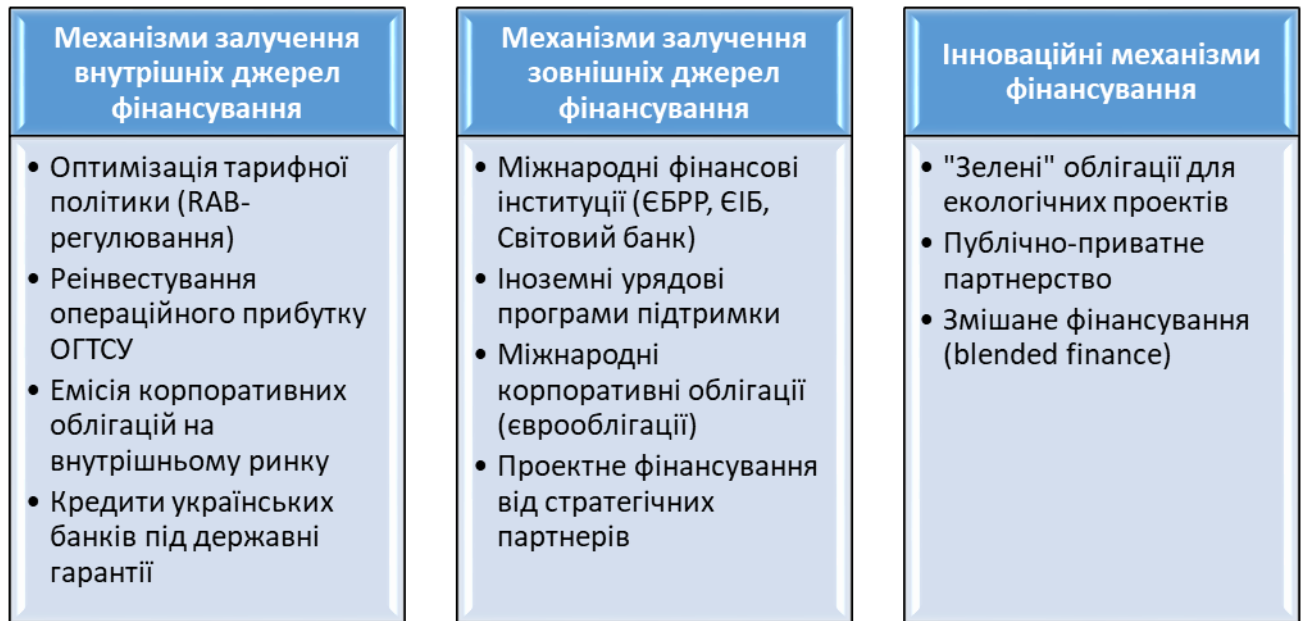 Механізми залучення
внутрішніх джерел
фінансування
• Оптимізація тарифної
політики (RAB-
регулювання)
• Реінвестування
операційного прибутку
ОГТСУ
• Емісія корпоративних
облігацій на
внутрішньому ринку
• Кредити українських
банків під державні
гарантії
Механізми залучення
зовнішніх джерел
фінансування
• Міжнародні фінансові
інституції (ЄБРР, ЄІБ,
Світовий банк)
• Іноземні урядові
програми підтримки
• Міжнародні
корпоративні облігації
(єврооблігації)
• Проектне фінансування
від стратегічних
партнерів
Інноваційні механізми
фінансування
• "Зелені" облігації для
екологічних проектів
• Публічно-приватне
партнерство
• Змішане фінансування
(blended finance)